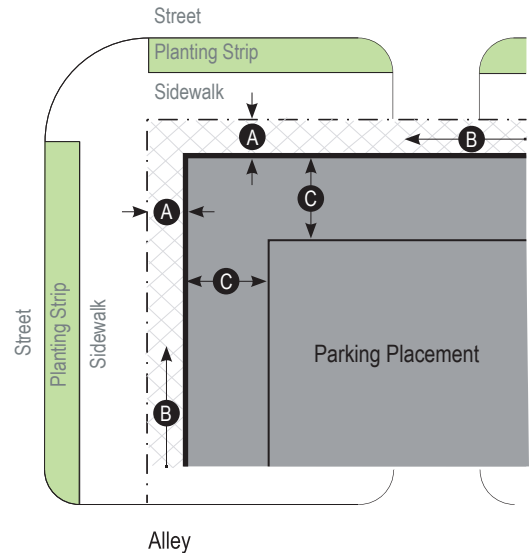 Street
Planting Strip
Sidewalk
A
B
C
A
C
Parking Placement
Street
Planting Strip
Sidewalk
B
Alley